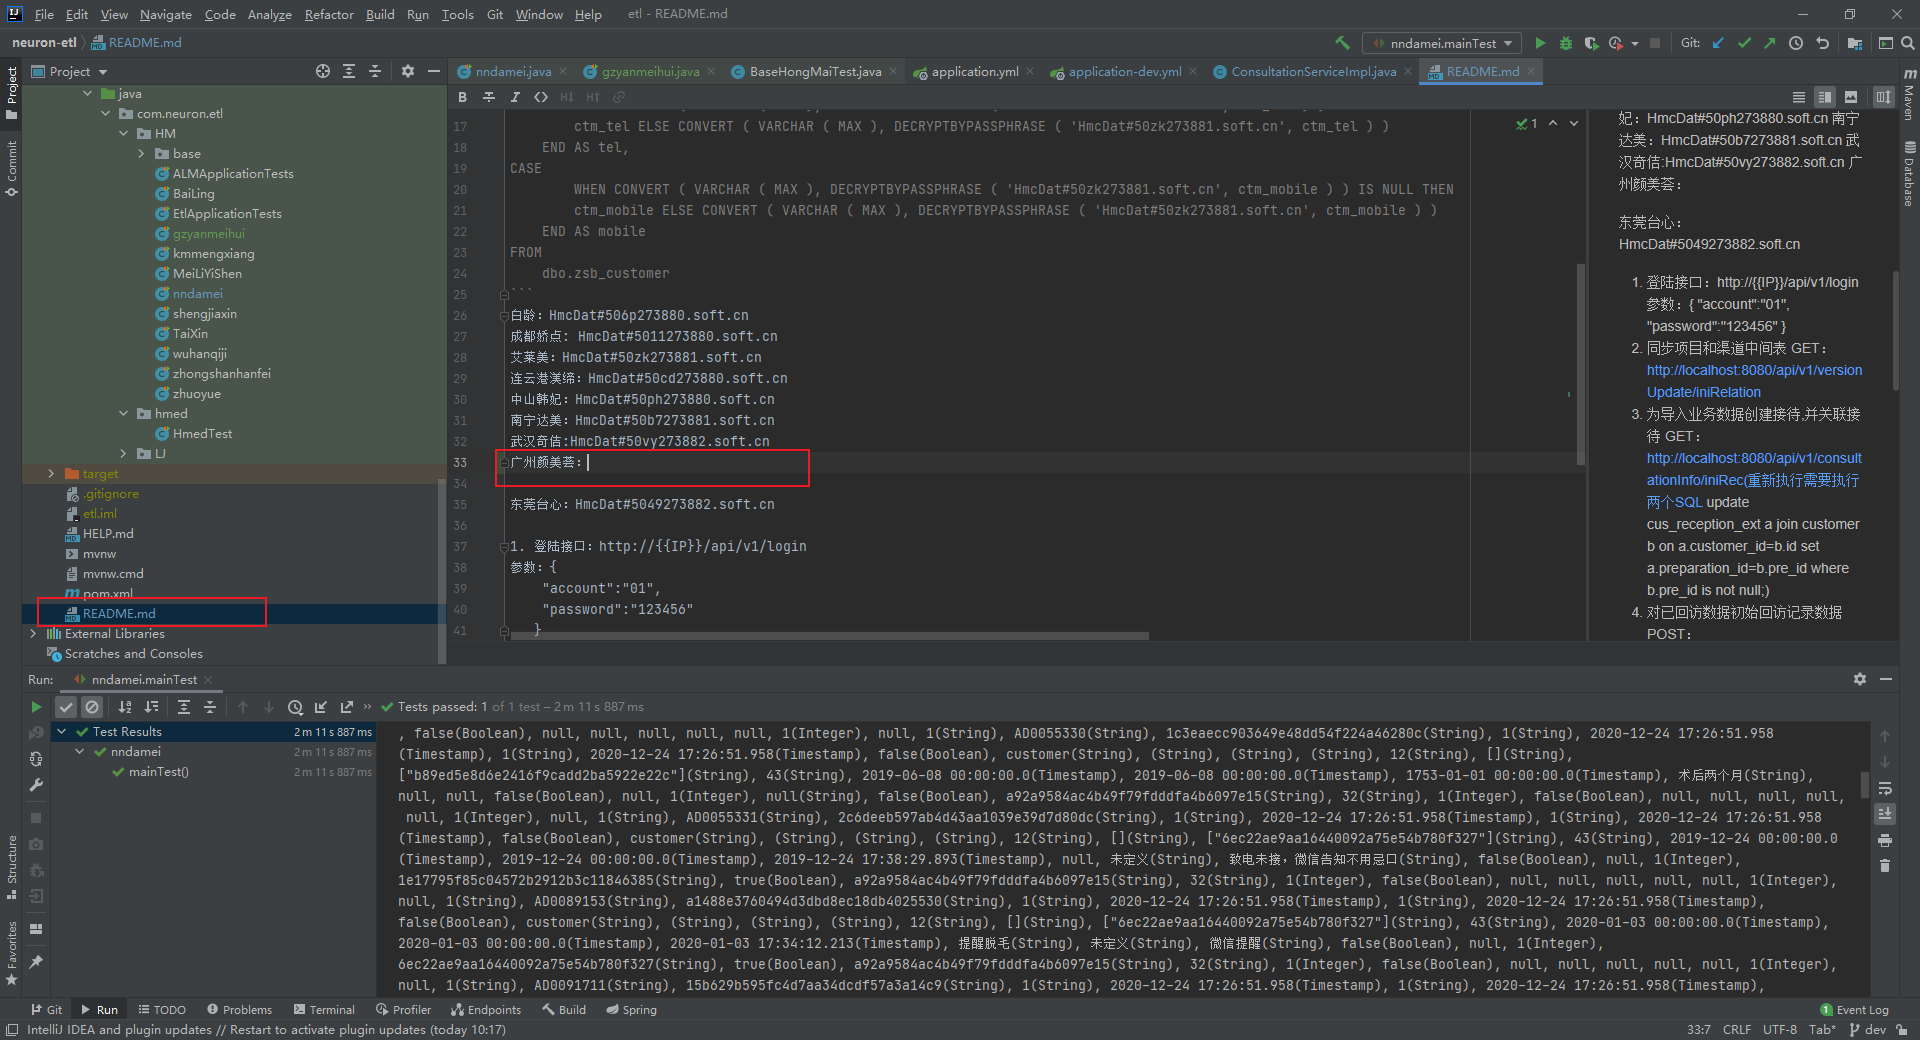 File Edit View Navigate Code Analyze Refactor Build Run Tools Git Window Help etl - README.md
neuron-etl README.md nndamei.mainTest Git:
Project
nndamei.java gzyanmeihui.java BaseHongMaiTest.java application.yml application-dev.yml ConsultationServiceImpl.java README.md
java
com.neuron.etl
HM
base
ALMApplicationTests
BaiLing
EtlApplicationTests
gzyanmeihui
kmmengxiang
MeiLiYiShen
nndamei
shengjiaxin
TaiXin
wuhanqiji
zhongshanhanfei
zhuoyue
hmed
HmedTest
LJ
target
.gitignore
etl.iml
HELP.md
mvnw
mvnw.cmd
pom.xml
README.md
External Libraries
Scratches and Consoles
17 ctm_tel ELSE CONVERT ( VARCHAR ( MAX ), DECRYPTBYPASSPHRASE ( 'HmcDat#50zk273881.soft.cn', ctm_tel ) )
18 END AS tel,
19 CASE
20 WHEN CONVERT ( VARCHAR ( MAX ), DECRYPTBYPASSPHRASE ( 'HmcDat#50zk273881.soft.cn', ctm_mobile ) ) IS NULL THEN
21 ctm_mobile ELSE CONVERT ( VARCHAR ( MAX ), DECRYPTBYPASSPHRASE ( 'HmcDat#50zk273881.soft.cn', ctm_mobile ) )
22 END AS mobile
23 FROM
24 dbo.zsb_customer
25 ```
26 白龄：HmcDat#506p273880.soft.cn
27 成都娇点：HmcDat#5011273880.soft.cn
28 艾莱美：HmcDat#50zk273881.soft.cn
29 连云港渼缔：HmcDat#50cd273880.soft.cn
30 中山韩妃：HmcDat#50ph273880.soft.cn
31 南宁达美：HmcDat#50b7273881.soft.cn
32 武汉奇佶:HmcDat#50vy273882.soft.cn
33 广州颜美荟：
34
35 东莞台心：HmcDat#5049273882.soft.cn
36
37 1. 登陆接口：http://{{IP}}/api/v1/login
38 参数：{
39 "account":"01",
40 "password":"123456"
41 }
1
妃：HmcDat#50ph273880.soft.cn 南宁
达美：HmcDat#50b7273881.soft.cn 武
汉奇佶:HmcDat#50vy273882.soft.cn 广
州颜美荟：
东莞台心：
HmcDat#5049273882.soft.cn
1. 登陆接口：http://{{IP}}/api/v1/login
参数：{ "account":"01",
"password":"123456" }
2. 同步项目和渠道中间表 GET：
http://localhost:8080/api/v1/version
Update/iniRelation
3. 为导入业务数据创建接待,并关联接
待 GET：
http://localhost:8080/api/v1/consult
ationInfo/iniRec(重新执行需要执行
两个SQL update
cus_reception_ext a join customer
b on a.customer_id=b.id set
a.preparation_id=b.pre_id where
b.pre_id is not null;)
4. 对已回访数据初始回访记录数据
POST：
Project
Commit
Structure
Favorites
Maven
Database
Run: nndamei.mainTest
Tests passed: 1 of 1 test – 2 m 11 s 887 ms
Test Results 2 m 11 s 887 ms
nndamei 2 m 11 s 887 ms
mainTest() 2 m 11 s 887 ms
, false(Boolean), null, null, null, null, null, 1(Integer), null, 1(String), AD0055330(String), 1c3eaecc903649e48dd54f224a46280c(String), 1(String), 2020-12-24 17:26:51.958
(Timestamp), 1(String), 2020-12-24 17:26:51.958(Timestamp), false(Boolean), customer(String), (String), (String), (String), 12(String), [](String),
["b89ed5e8d6e2416f9cadd2ba5922e22c"](String), 43(String), 2019-06-08 00:00:00.0(Timestamp), 2019-06-08 00:00:00.0(Timestamp), 1753-01-01 00:00:00.0(Timestamp), 术后两个月(String),
null, null, false(Boolean), null, 1(Integer), null(String), false(Boolean), a92a9584ac4b49f79fdddfa4b6097e15(String), 32(String), 1(Integer), false(Boolean), null, null, null, null,
null, 1(Integer), null, 1(String), AD0055331(String), 2c6deeb597ab4d43aa1039e39d7d80dc(String), 1(String), 2020-12-24 17:26:51.958(Timestamp), 1(String), 2020-12-24 17:26:51.958
(Timestamp), false(Boolean), customer(String), (String), (String), (String), 12(String), [](String), ["6ec22ae9aa16440092a75e54b780f327"](String), 43(String), 2019-12-24 00:00:00.0
(Timestamp), 2019-12-24 00:00:00.0(Timestamp), 2019-12-24 17:38:29.893(Timestamp), null, 未定义(String), 致电未接，微信告知不用忌口(String), false(Boolean), null, 1(Integer),
1e17795f85c04572b2912b3c11846385(String), true(Boolean), a92a9584ac4b49f79fdddfa4b6097e15(String), 32(String), 1(Integer), false(Boolean), null, null, null, null, null, 1(Integer),
null, 1(String), AD0089153(String), a1488e3760494d3dbd8ec18db4025530(String), 1(String), 2020-12-24 17:26:51.958(Timestamp), 1(String), 2020-12-24 17:26:51.958(Timestamp),
false(Boolean), customer(String), (String), (String), (String), 12(String), [](String), ["6ec22ae9aa16440092a75e54b780f327"](String), 43(String), 2020-01-03 00:00:00.0(Timestamp),
2020-01-03 00:00:00.0(Timestamp), 2020-01-03 17:34:12.213(Timestamp), 提醒脱毛(String), 未定义(String), 微信提醒(String), false(Boolean), null, 1(Integer),
6ec22ae9aa16440092a75e54b780f327(String), true(Boolean), a92a9584ac4b49f79fdddfa4b6097e15(String), 32(String), 1(Integer), false(Boolean), null, null, null, null, null, 1(Integer),
null, 1(String), AD0091711(String), 15b629b595fc4d7aa34dcdf57a3a14c9(String), 1(String), 2020-12-24 17:26:51.958(Timestamp), 1(String), 2020-12-24 17:26:51.958(Timestamp),
Git Run TODO Problems Terminal Profiler Endpoints Build Spring 1 Event Log
IntelliJ IDEA and plugin updates // Restart to activate plugin updates (today 10:17) 33:7 CRLF UTF-8 Tab* dev